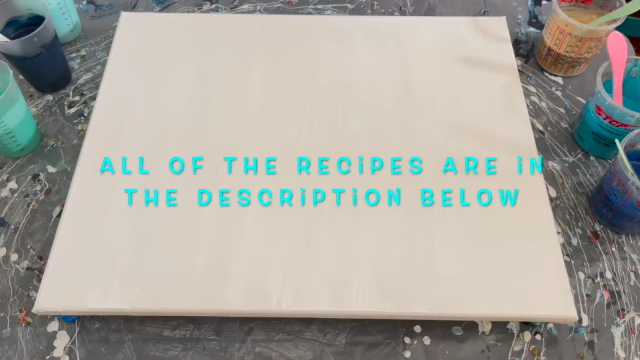 ALL OF THE RECiPES ARE iN
THE DESCRiPTiON BELOW